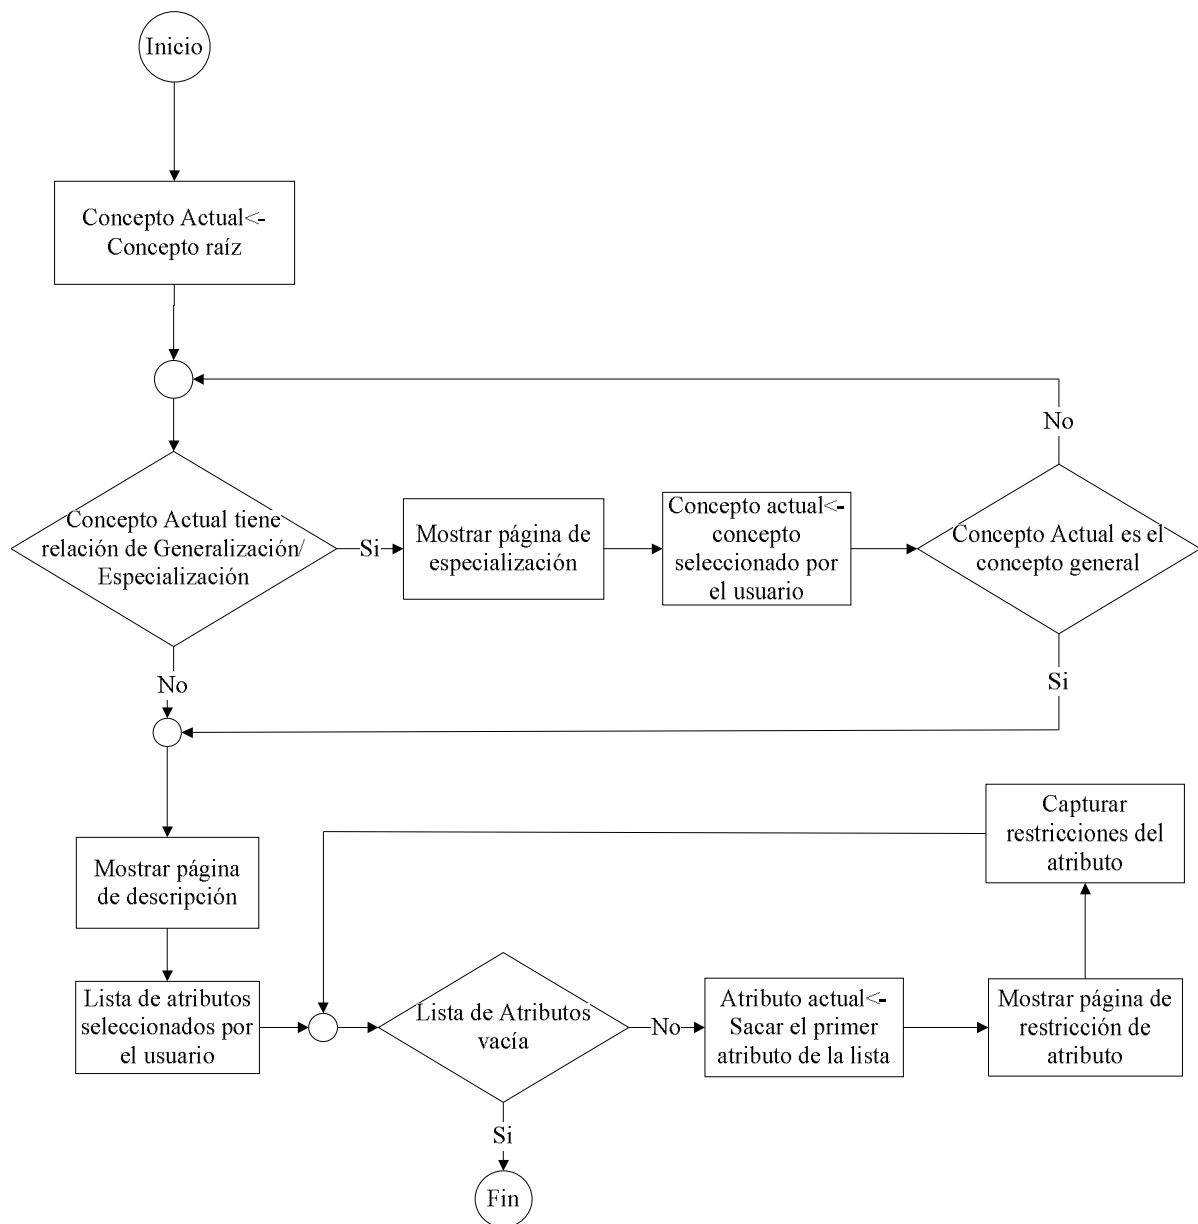 Inicio
Concepto Actual<-
Concepto raíz
No
Concepto Actual tiene
relación de Generalización/
Especialización
Si
Mostrar página de
especialización
Concepto actual<-
concepto
seleccionado por
el usuario
Concepto Actual es el
concepto general
No
Si
Mostrar página
de descripción
Capturar
restricciones del
atributo
Lista de atributos
seleccionados por
el usuario
Lista de Atributos
vacía
No
Atributo actual<-
Sacar el primer
atributo de la lista
Mostrar página de
restricción de
atributo
Si
Fin